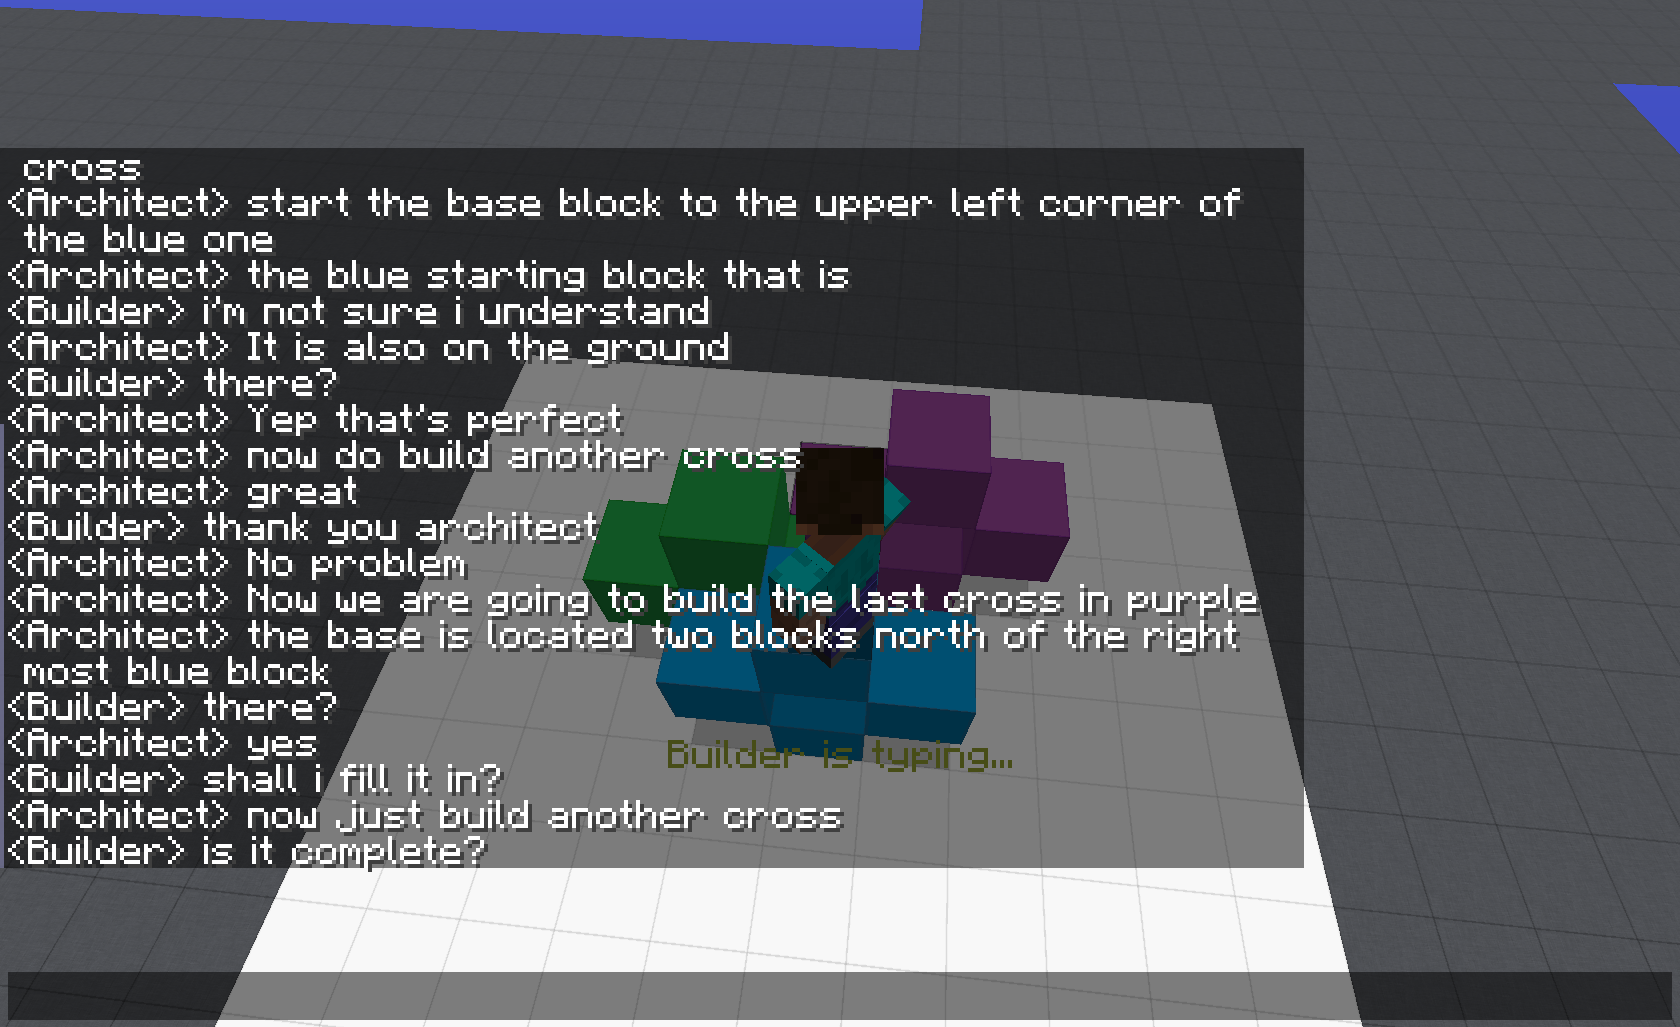 cross
<Architect> start the base block to the upper left corner of
the blue one
<Architect> the blue starting block that is
<Builder> i'm not sure i understand
<Architect> It is also on the ground
<Builder> there?
<Architect> Yep that's perfect
<Architect> now do build another cross
<Architect> great
<Builder> thank you architect
<Architect> No problem
<Architect> Now we are going to build the last cross in purple
<Architect> the base is located two blocks north of the right
most blue block
<Builder> there?
<Architect> yes
Builder is typing...
<Builder> shall i fill it in?
<Architect> now just build another cross
<Builder> is it complete?